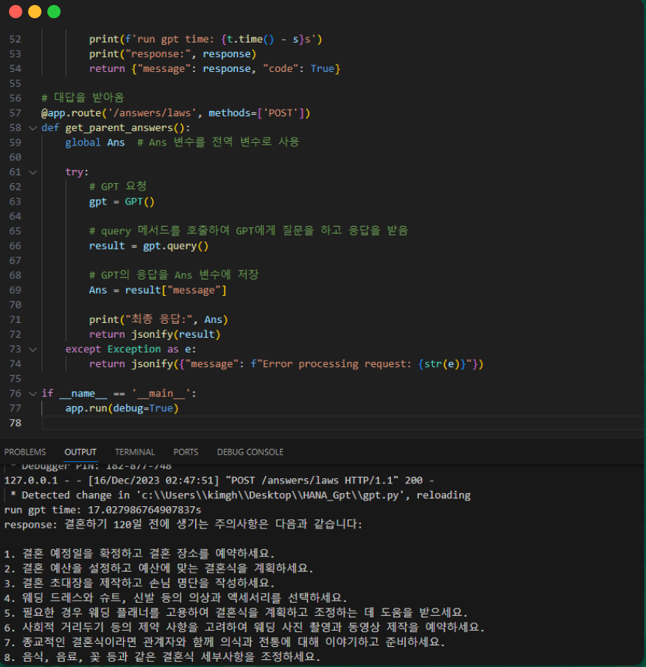 52 print(f'run gpt time: {t.time() - s}s')
53 print("response:", response)
54 return {"message": response, "code": True}
55
56 # 대답을 받아옴
57 @app.route('/answers/laws', methods=['POST'])
58 def get_parent_answers():
59 global Ans # Ans 변수를 전역 변수로 사용
60
61 try:
62 # GPT 요청
63 gpt = GPT()
64
65 # query 메서드를 호출하여 GPT에게 질문을 하고 응답을 받음
66 result = gpt.query()
67
68 # GPT의 응답을 Ans 변수에 저장
69 Ans = result["message"]
70
71 print("최종 응답:", Ans)
72 return jsonify(result)
73 except Exception as e:
74 return jsonify({"message": f"Error processing request: {str(e)}"})
75
76 if __name__ == '__main__':
77 app.run(debug=True)
78
PROBLEMS OUTPUT TERMINAL PORTS DEBUG CONSOLE
* Debugger PIN: 182-877-748
127.0.0.1 - - [16/Dec/2023 02:47:51] "POST /answers/laws HTTP/1.1" 200 -
* Detected change in 'c:\\Users\\kimgh\\Desktop\\HANA_Gpt\\gpt.py', reloading
run gpt time: 17.027986764907837s
response: 결혼하기 120일 전에 생기는 주의사항은 다음과 같습니다:
1. 결혼 예정일을 확정하고 결혼 장소를 예약하세요.
2. 결혼 예산을 설정하고 예산에 맞는 결혼식을 계획하세요.
3. 결혼 초대장을 제작하고 손님 명단을 작성하세요.
4. 웨딩 드레스와 슈트, 신발 등의 의상과 액세서리를 선택하세요.
5. 필요한 경우 웨딩 플래너를 고용하여 결혼식을 계획하고 조정하는 데 도움을 받으세요.
6. 사회적 거리두기 등의 제약 사항을 고려하여 웨딩 사진 촬영과 동영상 제작을 예약하세요.
7. 종교적인 결혼식이라면 관계자와 함께 의식과 전통에 대해 이야기하고 준비하세요.
8. 음식, 음료, 꽃 등과 같은 결혼식 세부사항을 조정하세요.